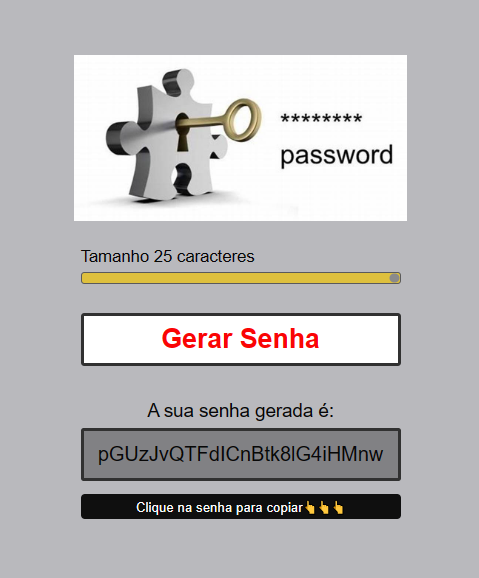 ********
password
Tamanho 25 caracteres
Gerar Senha
A sua senha gerada é:
pGUzJvQTFdICnBtk8lG4iHMnw
Clique na senha para copiar👆👆👆